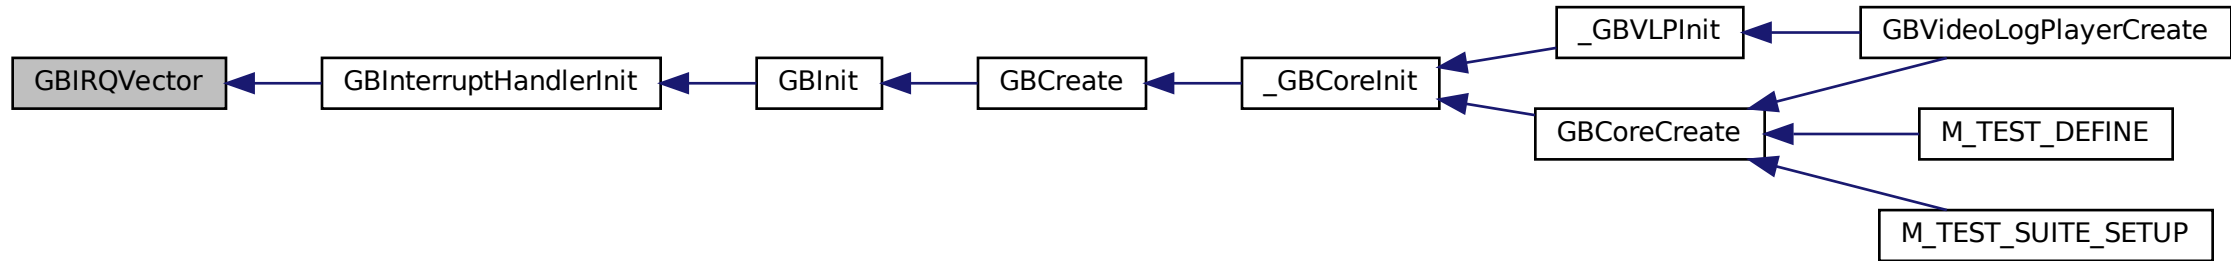 GBIRQVector
GBInterruptHandlerInit
GBInit
GBCreate
_GBCoreInit
_GBVLPInit
GBVideoLogPlayerCreate
GBCoreCreate
M_TEST_DEFINE
M_TEST_SUITE_SETUP